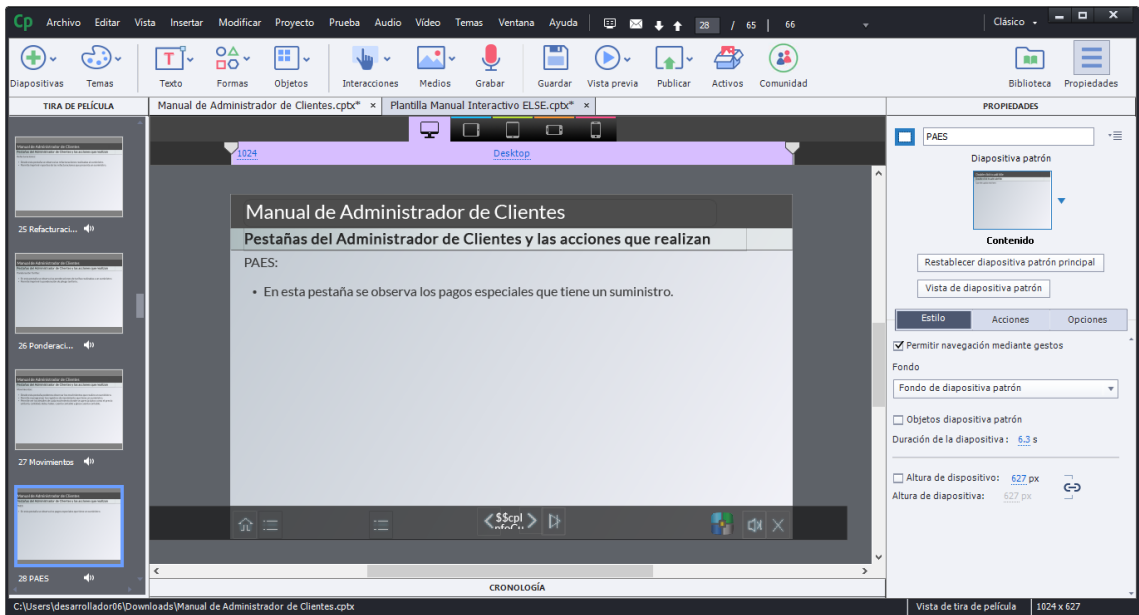 Cp Archivo Editar Vista Insertar Modificar Proyecto Prueba Audio Vídeo Temas Ventana Ayuda 28 / 65 66 Clásico
Diapositivas Temas Texto Formas Objetos Interacciones Medios Grabar Guardar Vista previa Publicar Activos Comunidad Biblioteca Propiedades
TIRA DE PELÍCULA
Manual de Administrador de Clientes.cptx* × Plantilla Manual Interactivo ELSE.cptx* ×
PROPIEDADES
25 Refacturaci...
26 Ponderaci...
27 Movimientos
28 PAES
1024 Desktop
Manual de Administrador de Clientes
Pestañas del Administrador de Clientes y las acciones que realizan
PAES:
• En esta pestaña se observa los pagos especiales que tiene un suministro.
$$cpI
nfoCu
CRONOLOGÍA
PAES
Diapositiva patrón
Contenido
Restablecer diapositiva patrón principal
Vista de diapositiva patrón
Estilo Acciones Opciones
Permitir navegación mediante gestos
Fondo
Fondo de diapositiva patrón
Objetos diapositiva patrón
Duración de la diapositiva: 6.3 s
Altura de dispositivo: 627 px
Altura de diapositiva: 627 px
C:\Users\desarrollador06\Downloads\Manual de Administrador de Clientes.cptx
Vista de tira de película 1024 x 627